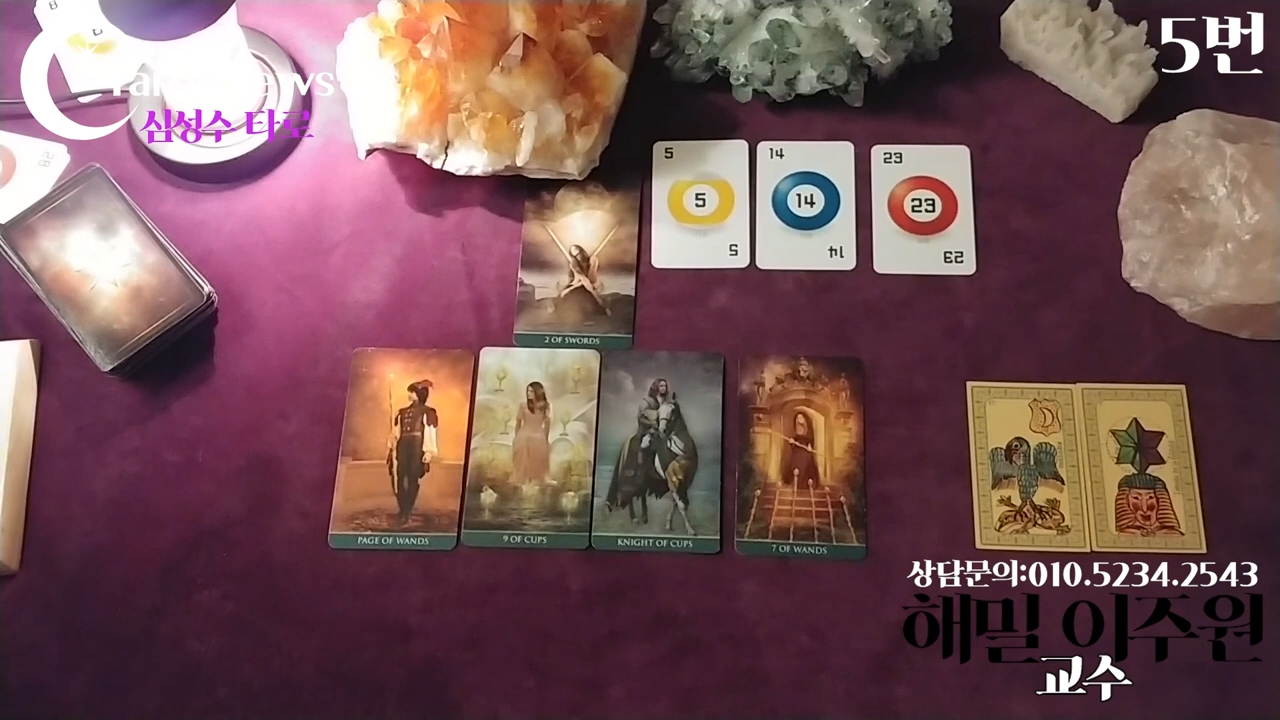 5번
심성수 타로
5
5
5
14
14
14
23
23
23
2 OF SWORDS
PAGE OF WANDS
9 OF CUPS
KNIGHT OF CUPS
7 OF WANDS
상담문의:010.5234.2543
해밀 이주원
교수